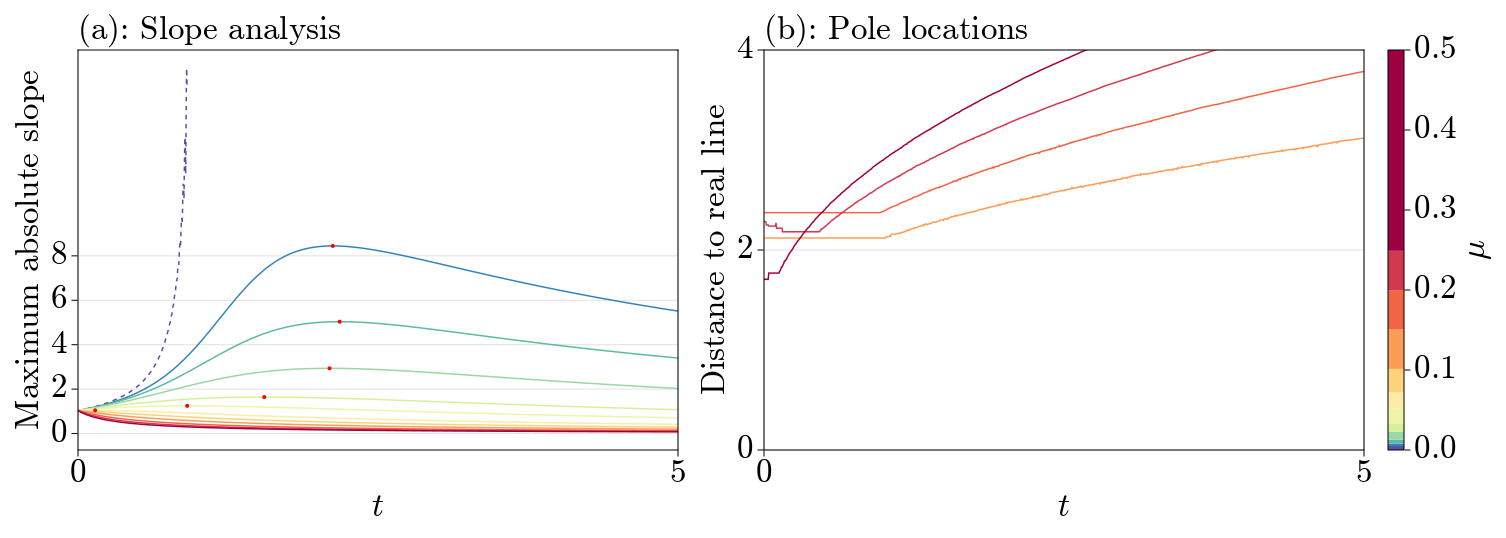 (a): Slope analysis
Maximum absolute slope
8
6
4
2
0
0
5
t
(b): Pole locations
Distance to real line
4
2
0
0
5
t
0.5
0.4
0.3
0.2
0.1
0.0
μ